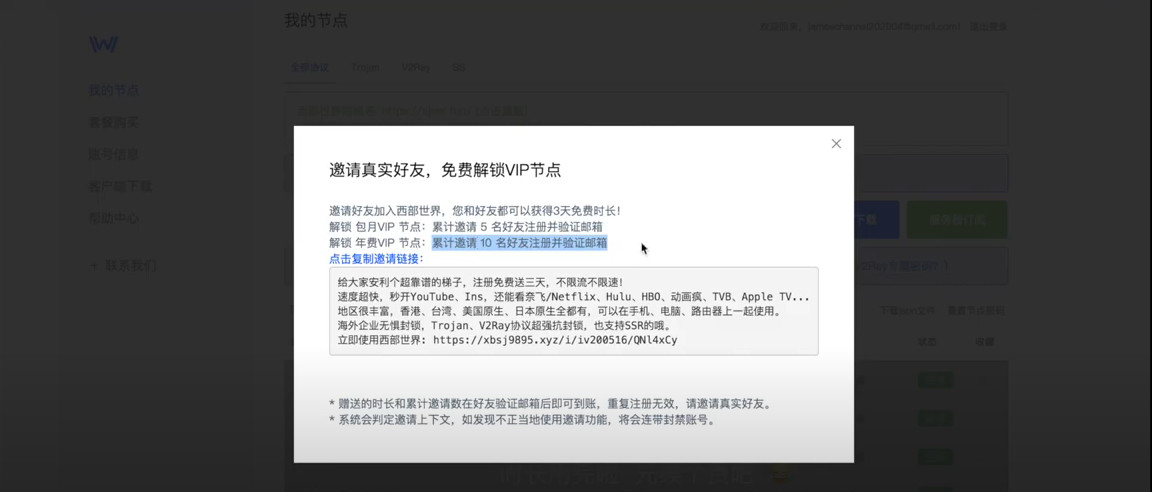 我的节点
我的节点
套餐购买
账号信息
客户端下载
帮助中心
联系我们
全部协议
Trojan
V2Ray
邀请真实好友，免费解锁VIP节点
邀请好友加入西部世界，您和好友都可以获得3天免费时长！
解锁 包月VIP 节点：累计邀请 5 名好友注册并验证邮箱
解锁 年费VIP 节点：累计邀请 10 名好友注册并验证邮箱
点击复制邀请链接：
给大家安利个超靠谱的梯子，注册免费送三天，不限流不限速！
速度超快，秒开YouTube、Ins，还能看奈飞/Netflix、Hulu、HBO、动画疯、TVB、Apple TV...
地区很丰富，香港、台湾、美国原生、日本原生全都有，可以在手机、电脑、路由器上一起使用。
海外企业无惧封锁，Trojan、V2Ray协议超强抗封锁，也支持SSR的哦。
立即使用西部世界：https://xbsj9895.xyz/i/iv200516/QNl4xCy
* 赠送的时长和累计邀请数在好友验证邮箱后即可到账，重复注册无效，请邀请真实好友。
* 系统会判定邀请上下文，如发现不正当地使用邀请功能，将会连带封禁账号。
下载
状态